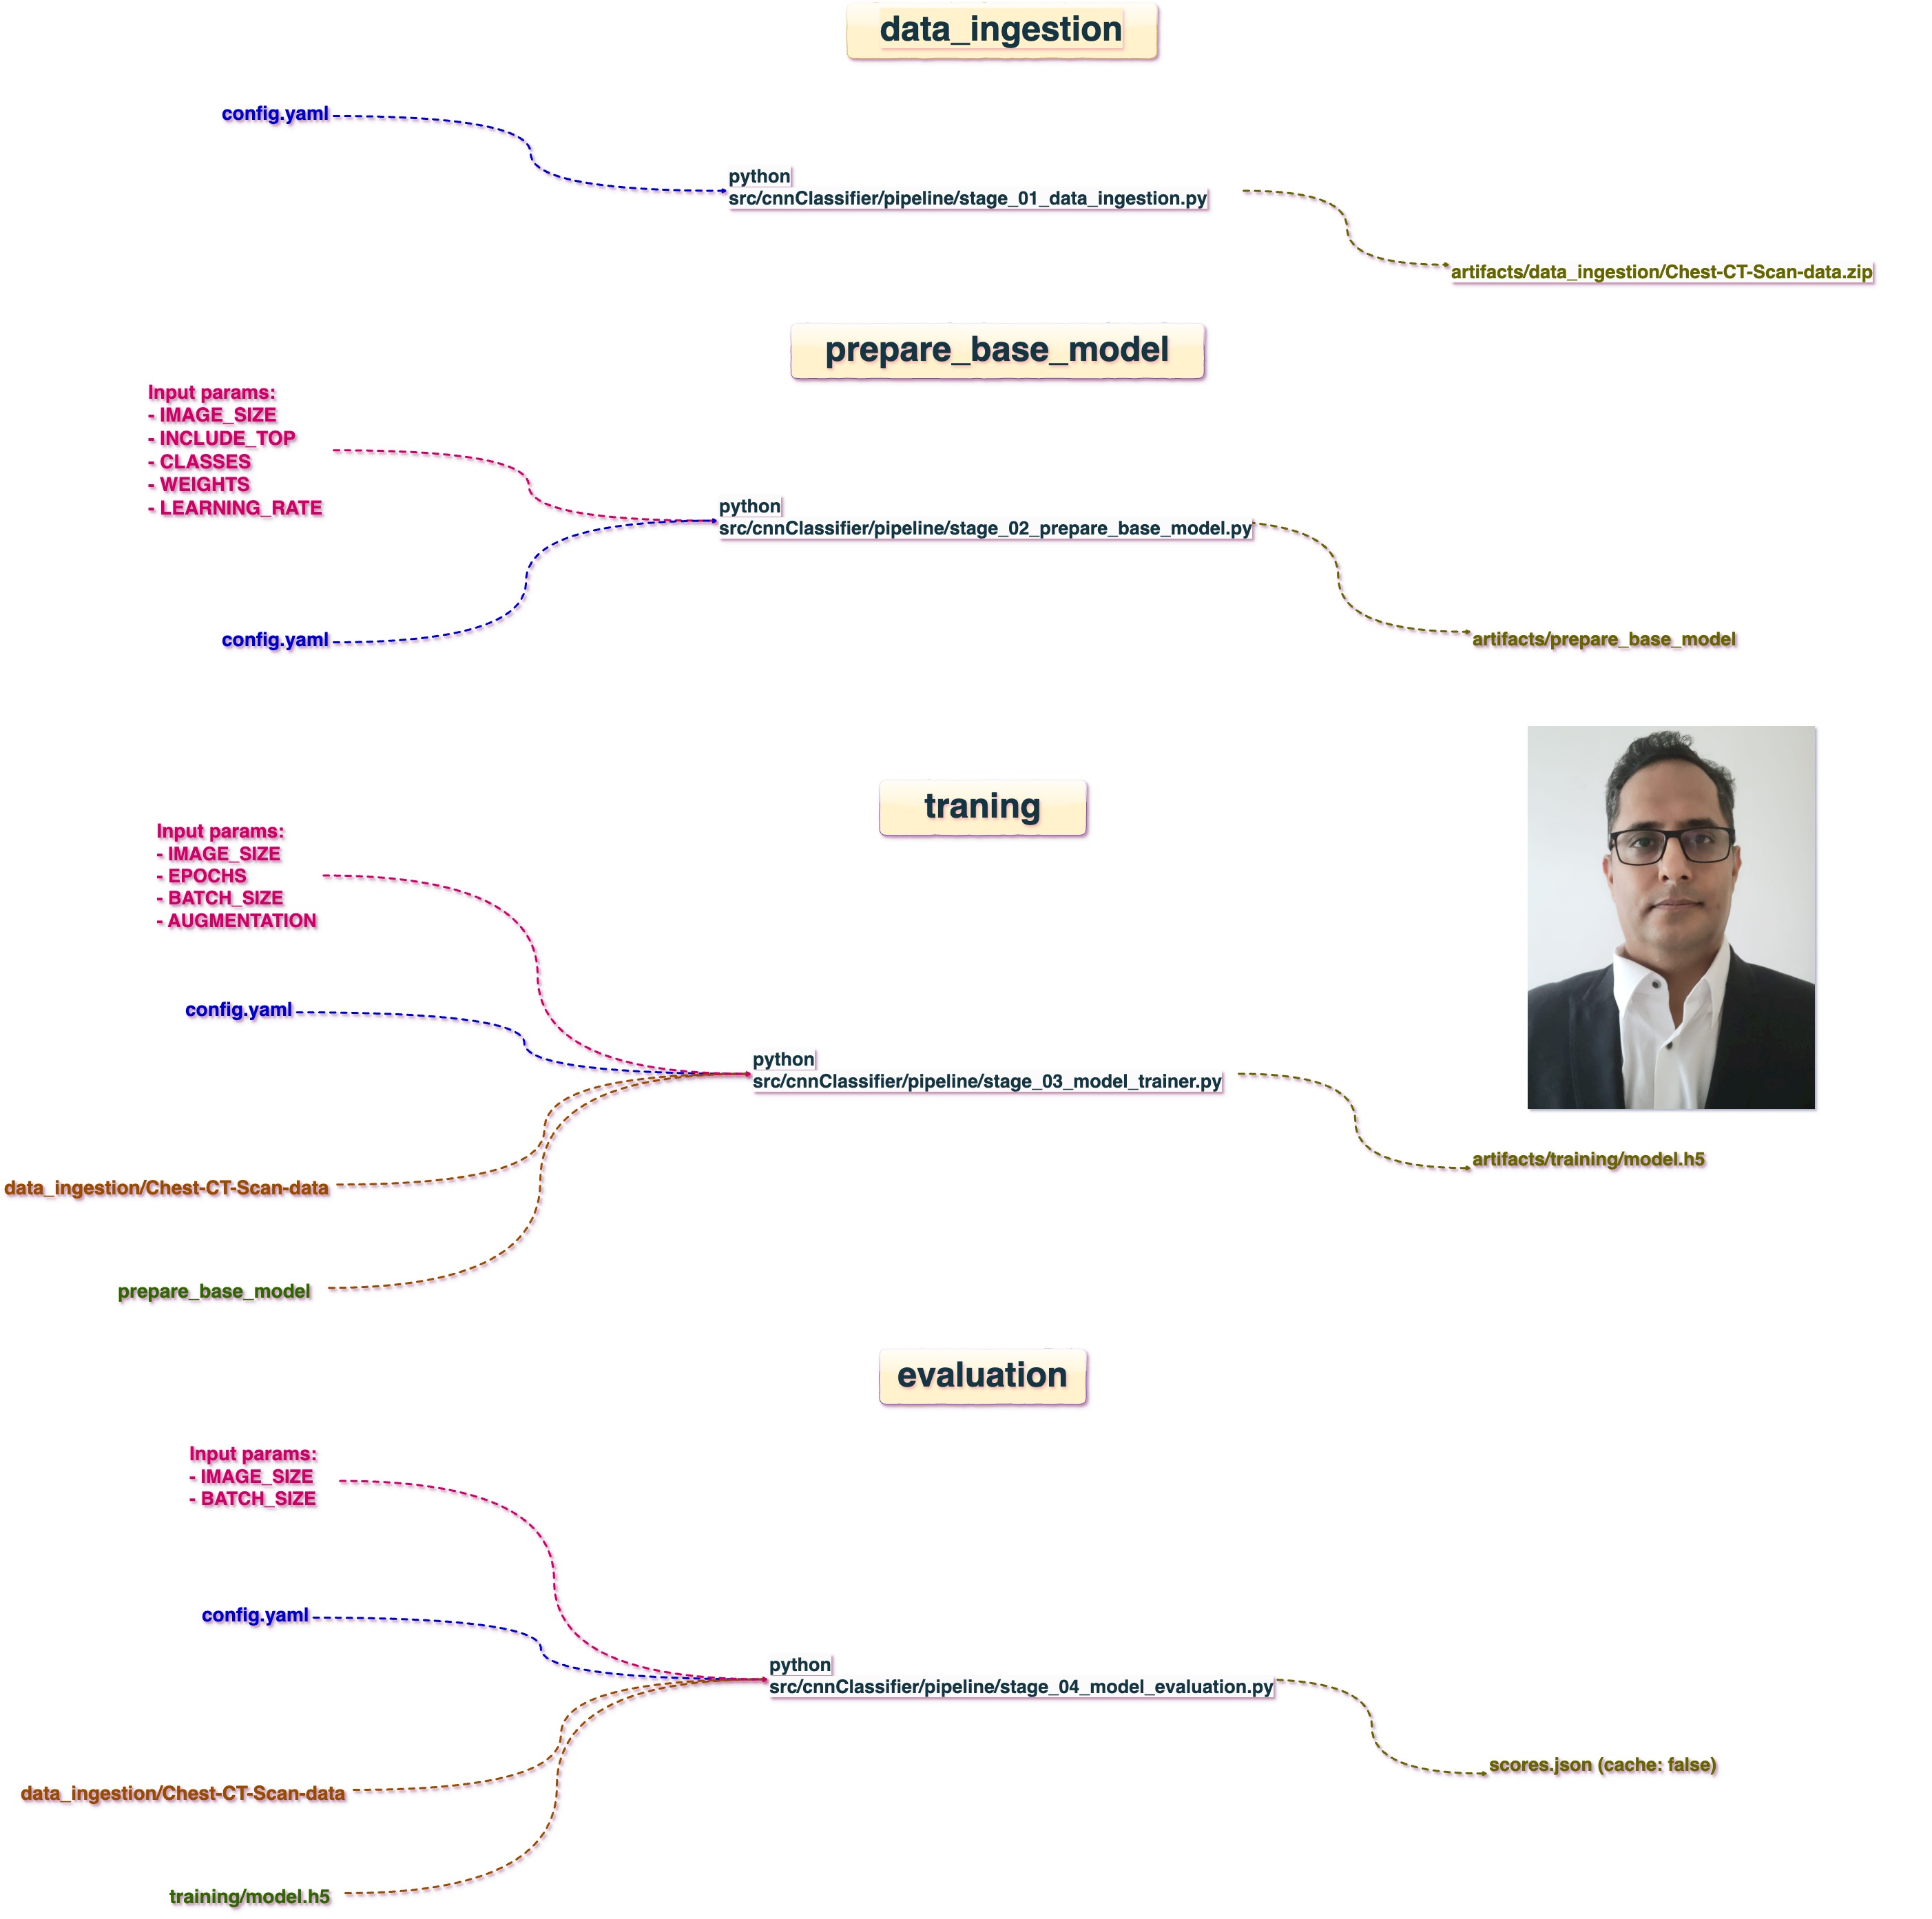 data_ingestion
config.yaml
python
src/cnnClassifier/pipeline/stage_01_data_ingestion.py
artifacts/data_ingestion/Chest-CT-Scan-data.zip
prepare_base_model
Input params:
- IMAGE_SIZE
- INCLUDE_TOP
- CLASSES
- WEIGHTS
- LEARNING_RATE
python
src/cnnClassifier/pipeline/stage_02_prepare_base_model.py
config.yaml
artifacts/prepare_base_model
traning
Input params:
- IMAGE_SIZE
- EPOCHS
- BATCH_SIZE
- AUGMENTATION
config.yaml
python
src/cnnClassifier/pipeline/stage_03_model_trainer.py
artifacts/training/model.h5
data_ingestion/Chest-CT-Scan-data
prepare_base_model
evaluation
Input params:
- IMAGE_SIZE
- BATCH_SIZE
config.yaml
python
src/cnnClassifier/pipeline/stage_04_model_evaluation.py
scores.json (cache: false)
data_ingestion/Chest-CT-Scan-data
training/model.h5